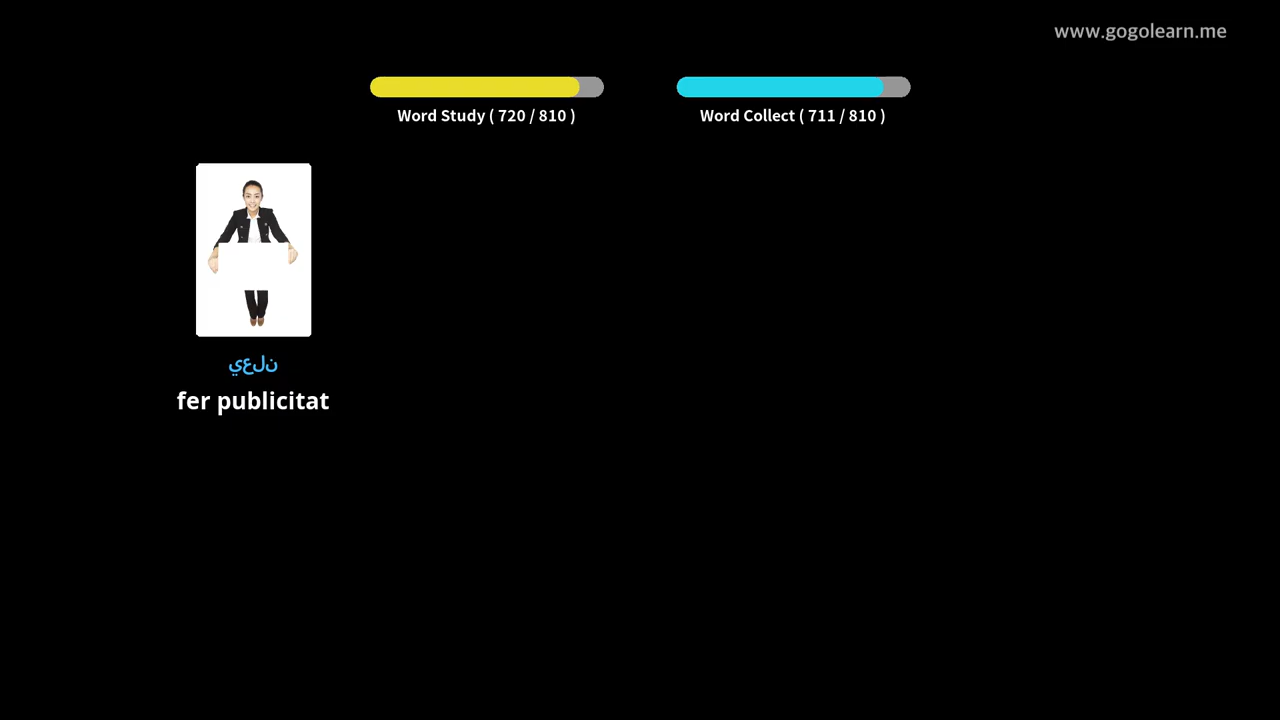 www.gogolearn.me
Word Study ( 720 / 810 )
Word Collect ( 711 / 810 )
يعلن
fer publicitat